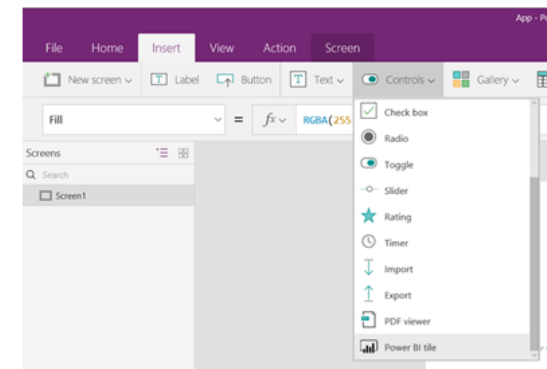 App - Po
File Home Insert View Action Screen
New screen Label Button Text Controls Gallery
Fill = fx RGBA(255
Screens
Search
Screen1
Check box
Radio
Toggle
Slider
Rating
Timer
Import
Export
PDF viewer
Power BI tile